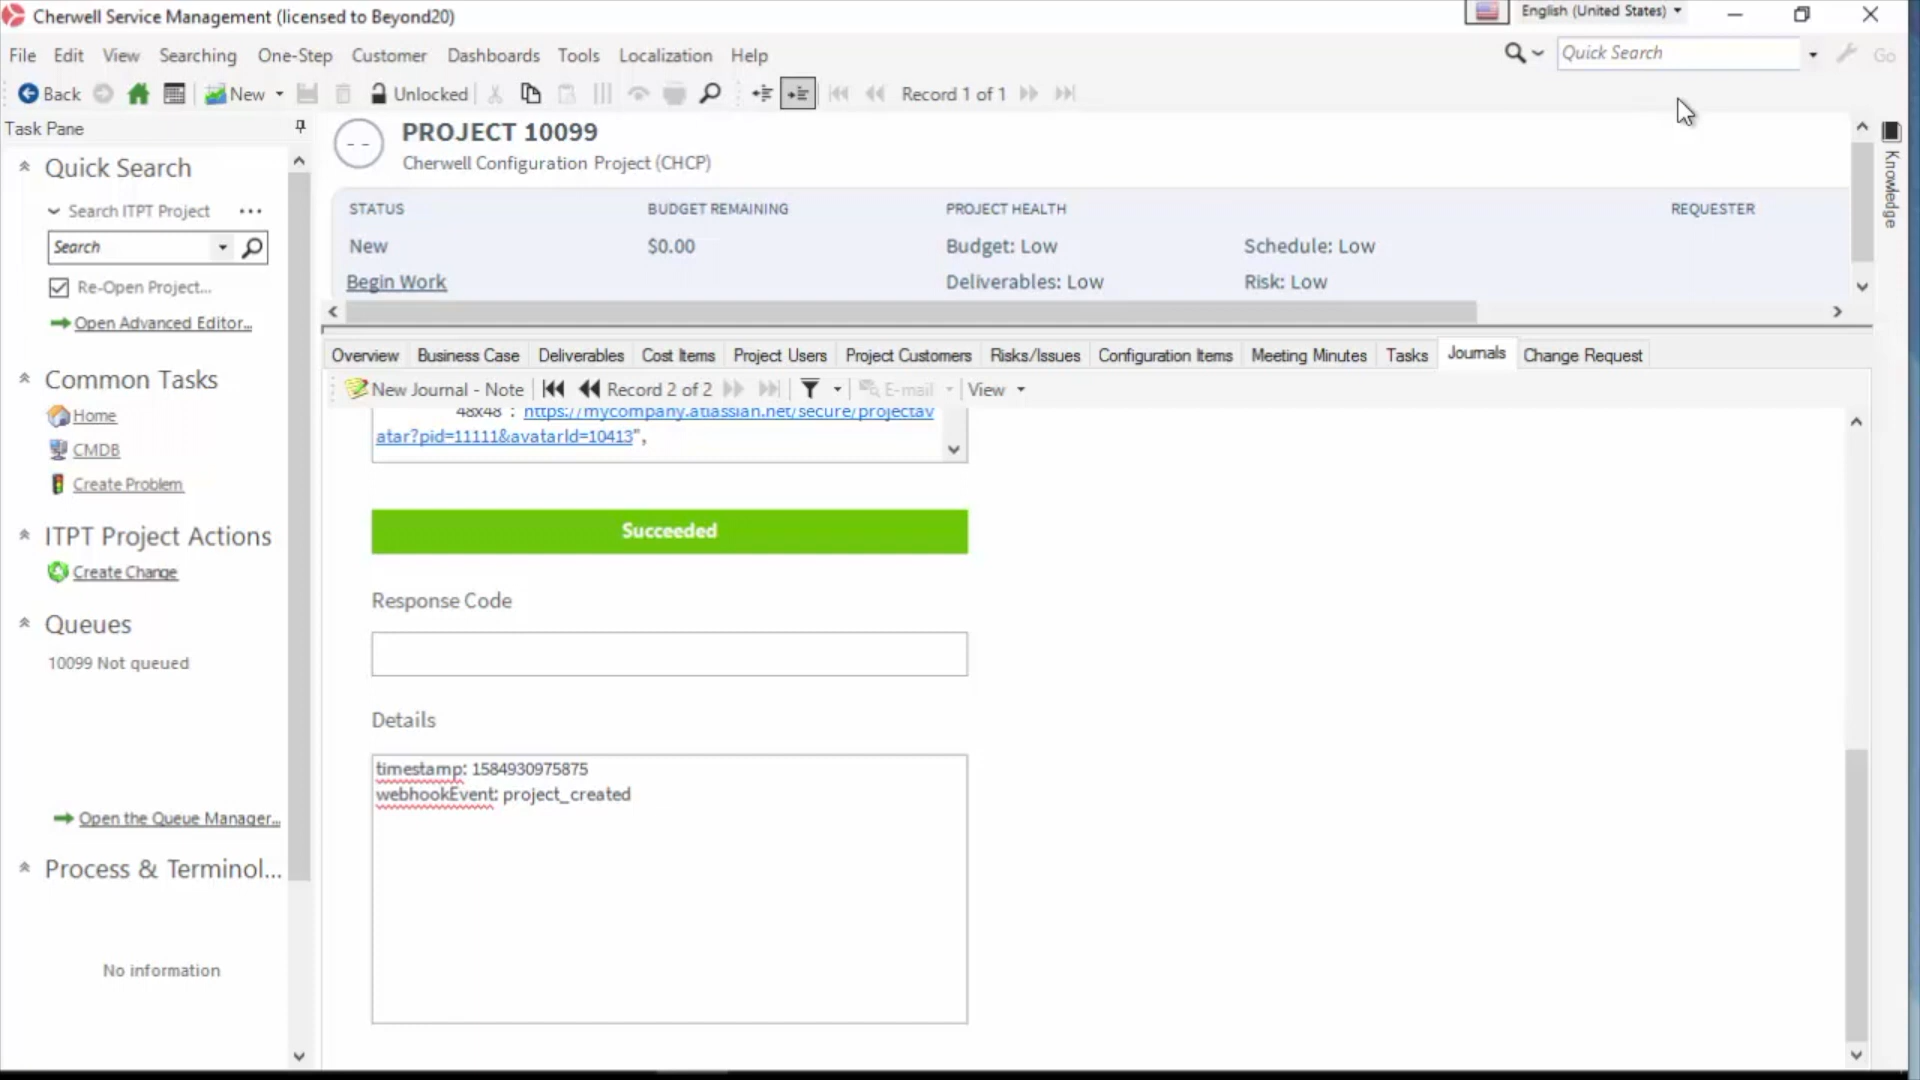 Cherwell Service Management (licensed to Beyond20)
English (United States)
File Edit View Searching One-Step Customer Dashboards Tools Localization Help
Quick Search
Go
Back New Unlocked Record 1 of 1
Task Pane
Quick Search
Search ITPT Project ...
Search
Re-Open Project...
Open Advanced Editor...
Common Tasks
Home
CMDB
Create Problem
ITPT Project Actions
Create Change
Queues
10099 Not queued
Open the Queue Manager...
Process & Terminol...
No information
PROJECT 10099
Cherwell Configuration Project (CHCP)
STATUS BUDGET REMAINING PROJECT HEALTH REQUESTER
New $0.00 Budget: Low Schedule: Low
Begin Work Deliverables: Low Risk: Low
Knowledge
Overview Business Case Deliverables Cost Items Project Users Project Customers Risks/Issues Configuration Items Meeting Minutes Tasks Journals Change Request
New Journal - Note Record 2 of 2 E-mail View
48x48 : https://mycompany.atlassian.net/secure/projectav
atar?pid=11111&avatarId=10413",
Succeeded
Response Code
Details
timestamp: 1584930975875
webhookEvent: project_created